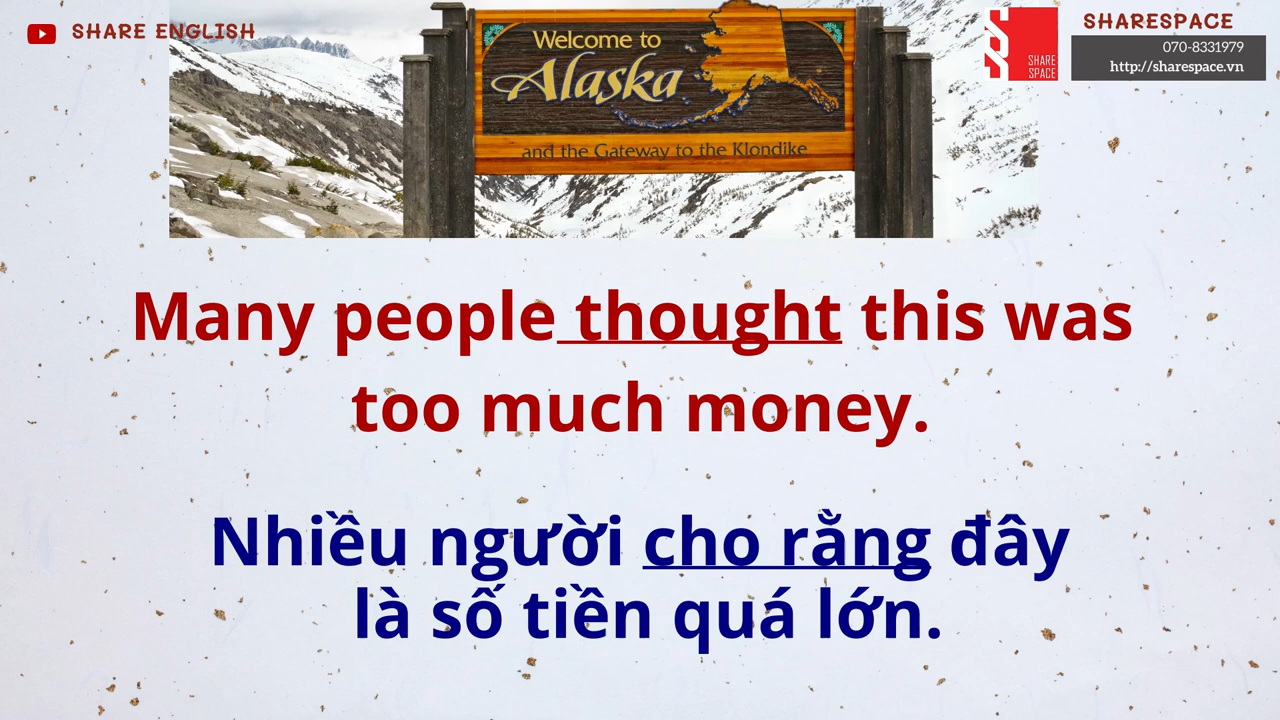 SHARE ENGLISH
Welcome to
Alaska
and the Gateway to the Klondike
SHARE
SPACE
SHARESPACE
070-8331979
http://sharespace.vn
Many people thought this was
too much money.
Nhiều người cho rằng đây
là số tiền quá lớn.